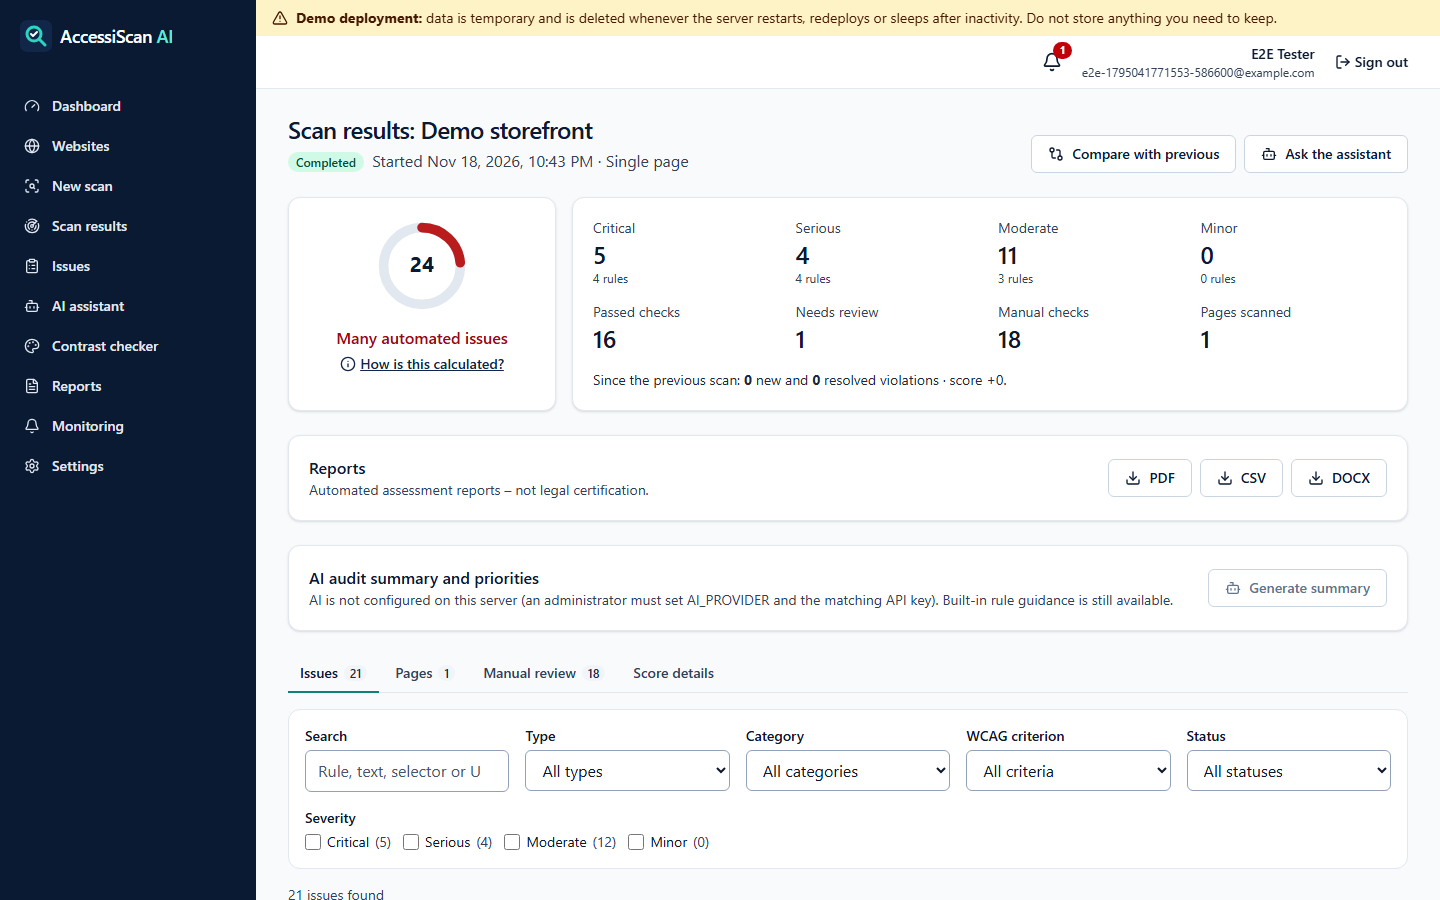 AccessiScan AI
Dashboard
Websites
New scan
Scan results
Issues
AI assistant
Contrast checker
Reports
Monitoring
Settings
Demo deployment: data is temporary and is deleted whenever the server restarts, redeploys or sleeps after inactivity. Do not store anything you need to keep.
1
E2E Tester
e2e-1795041771553-586600@example.com
Sign out
Scan results: Demo storefront
Completed Started Nov 18, 2026, 10:43 PM · Single page
Compare with previous
Ask the assistant
24
Many automated issues
How is this calculated?
Critical
5
4 rules
Serious
4
4 rules
Moderate
11
3 rules
Minor
0
0 rules
Passed checks
16
Needs review
1
Manual checks
18
Pages scanned
1
Since the previous scan: 0 new and 0 resolved violations · score +0.
Reports
Automated assessment reports – not legal certification.
PDF
CSV
DOCX
AI audit summary and priorities
AI is not configured on this server (an administrator must set AI_PROVIDER and the matching API key). Built-in rule guidance is still available.
Generate summary
Issues 21
Pages 1
Manual review 18
Score details
Search
Rule, text, selector or U
Type
All types
Category
All categories
WCAG criterion
All criteria
Status
All statuses
Severity
Critical (5)
Serious (4)
Moderate (12)
Minor (0)
21 issues found